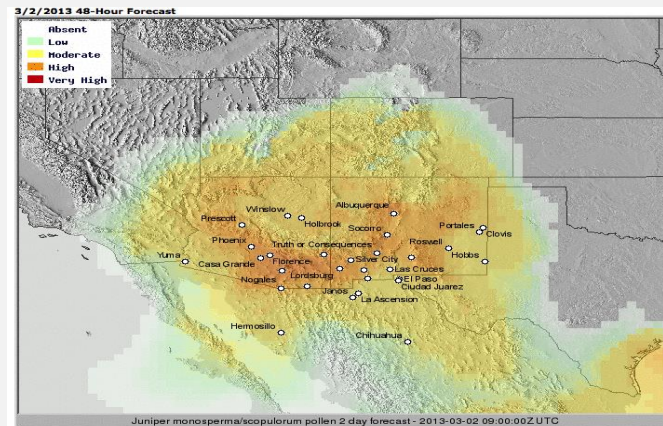 3/2/2013 48-Hour Forecast
Absent
Low
Moderate
High
Very High
Winslow
Albuquerque
Prescott
Holbrook
Portales
Socorro
Clovis
Phoenix
Truth or Consequences
Roswell
Yuma
Casa Grande
Florence
Silver City
Hobbs
Lordsburg
Las Cruces
Nogales
El Paso
Janos
Ciudad Juarez
La Ascension
Hermosillo
Chihuahua
Juniper monosperma/scopulorum pollen 2 day forecast - 2013-03-02 09:00:00Z UTC